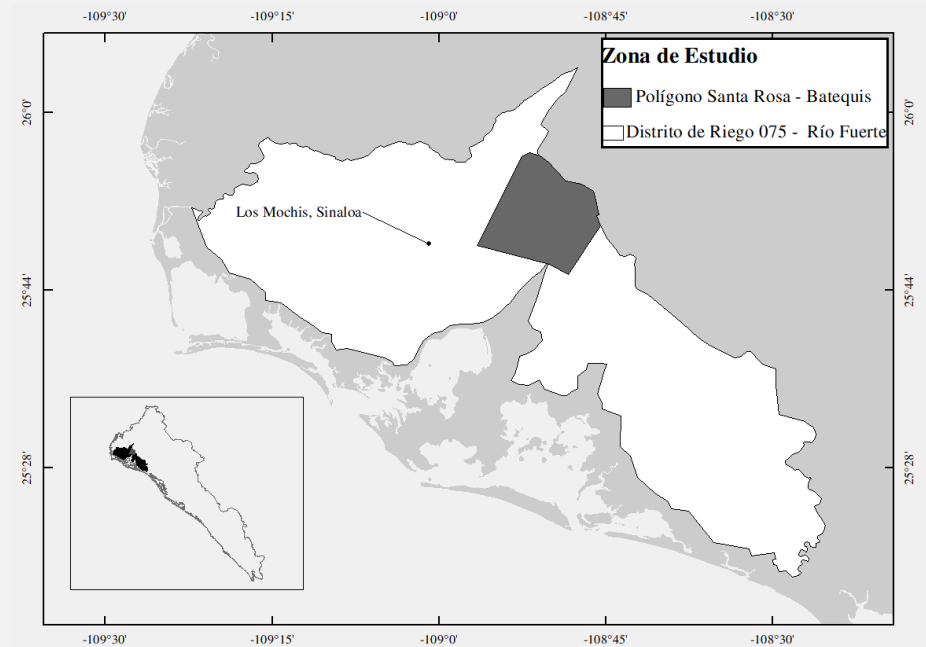 -109°30' -109°15' -109°0' -108°45' -108°30'
Zona de Estudio
Polígono Santa Rosa - Batequis
Distrito de Riego 075 - Río Fuerte
26°0' 26°0'
Los Mochis, Sinaloa
25°44' 25°44'
25°28' 25°28'
-109°30' -109°15' -109°0' -108°45' -108°30'